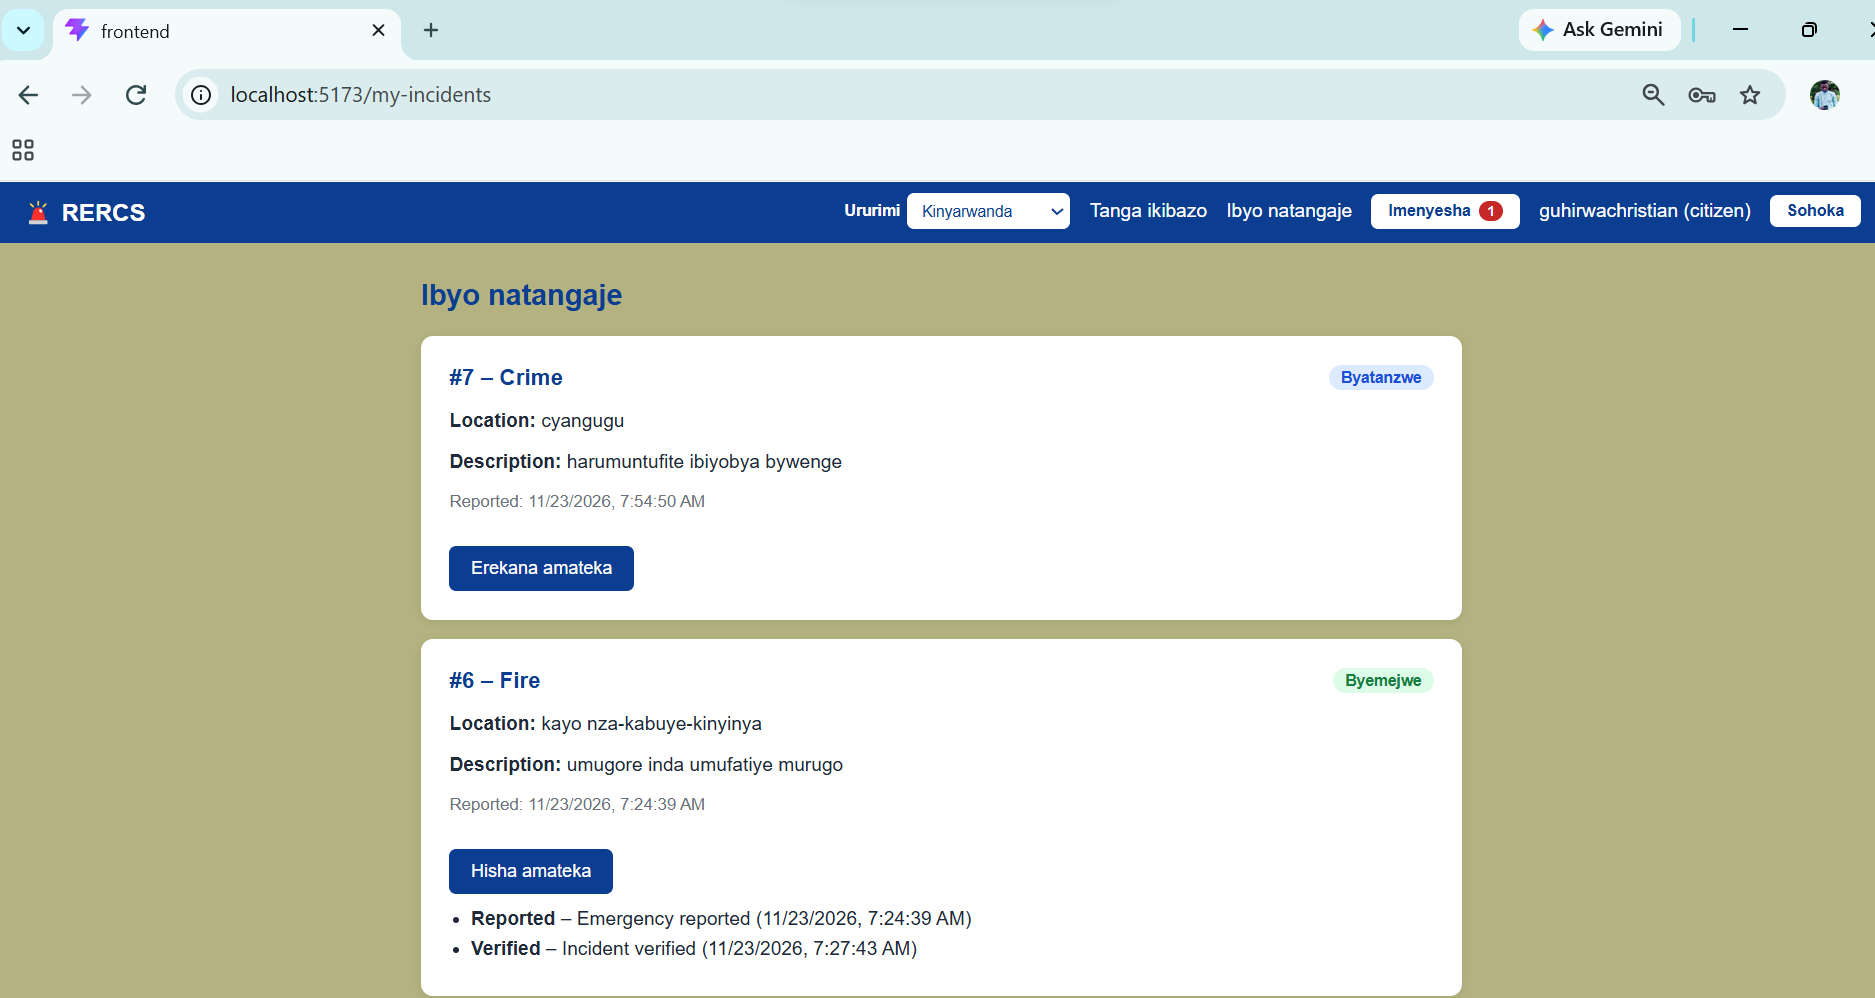 frontend
Ask Gemini
localhost:5173/my-incidents
RERCS
Ururimi
Kinyarwanda
Tanga ikibazo
Ibyo natangaje
Imenyesha 1
guhirwachristian (citizen)
Sohoka
Ibyo natangaje
#7 – Crime
Byatanzwe
Location: cyangugu
Description: harumuntufite ibiyobya bywenge
Reported: 11/23/2026, 7:54:50 AM
Erekana amateka
#6 – Fire
Byemejwe
Location: kayo nza-kabuye-kinyinya
Description: umugore inda umufatiye murugo
Reported: 11/23/2026, 7:24:39 AM
Hisha amateka
• Reported – Emergency reported (11/23/2026, 7:24:39 AM)
• Verified – Incident verified (11/23/2026, 7:27:43 AM)